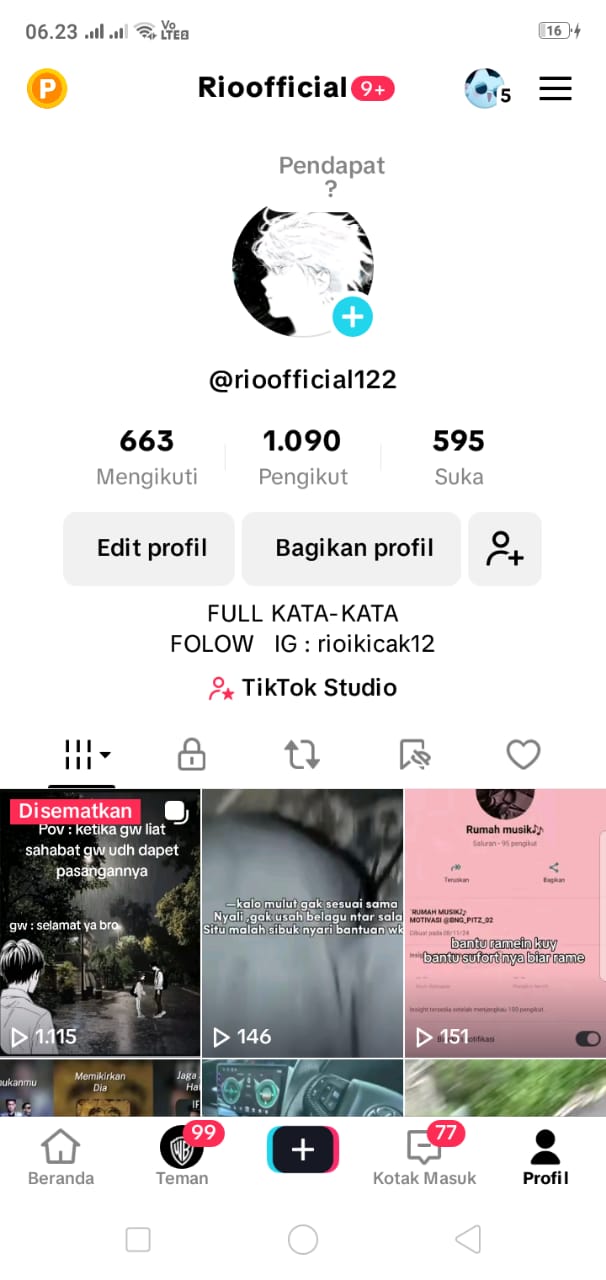 06.23
Vo
LTE
16
P
Rioofficial 9+
5
Pendapat
?
@rioofficial122
663
Mengikuti
1.090
Pengikut
595
Suka
Edit profil
Bagikan profil
FULL KATA-KATA
FOLOW   IG : rioikicak12
TikTok Studio
Disematkan
Pov : ketika gw liat
sahabat gw udh dapet
pasangannya
gw : selamat ya bro
1.115
—kalo mulut gak sesuai sama
Nyali ,gak usah belagu ntar sala
Situ malah sibuk nyari bantuan wk
146
Rumah musik♪♪
Saluran • 95 pengikut
Teruskan
Bagikan
RUMAH MUSIK♪
MOTIVASI @BNG_PITZ_02
Dibuat pada 08/11/24
bantu ramein kuy
bantu sufort nya biar rame
Insight tersedia setelah menjangkau 100 pengikut.
151
ukanmu
Memikirkan
Dia
Jaga
Ha
IF
Beranda
99
Teman
77
Kotak Masuk
Profil